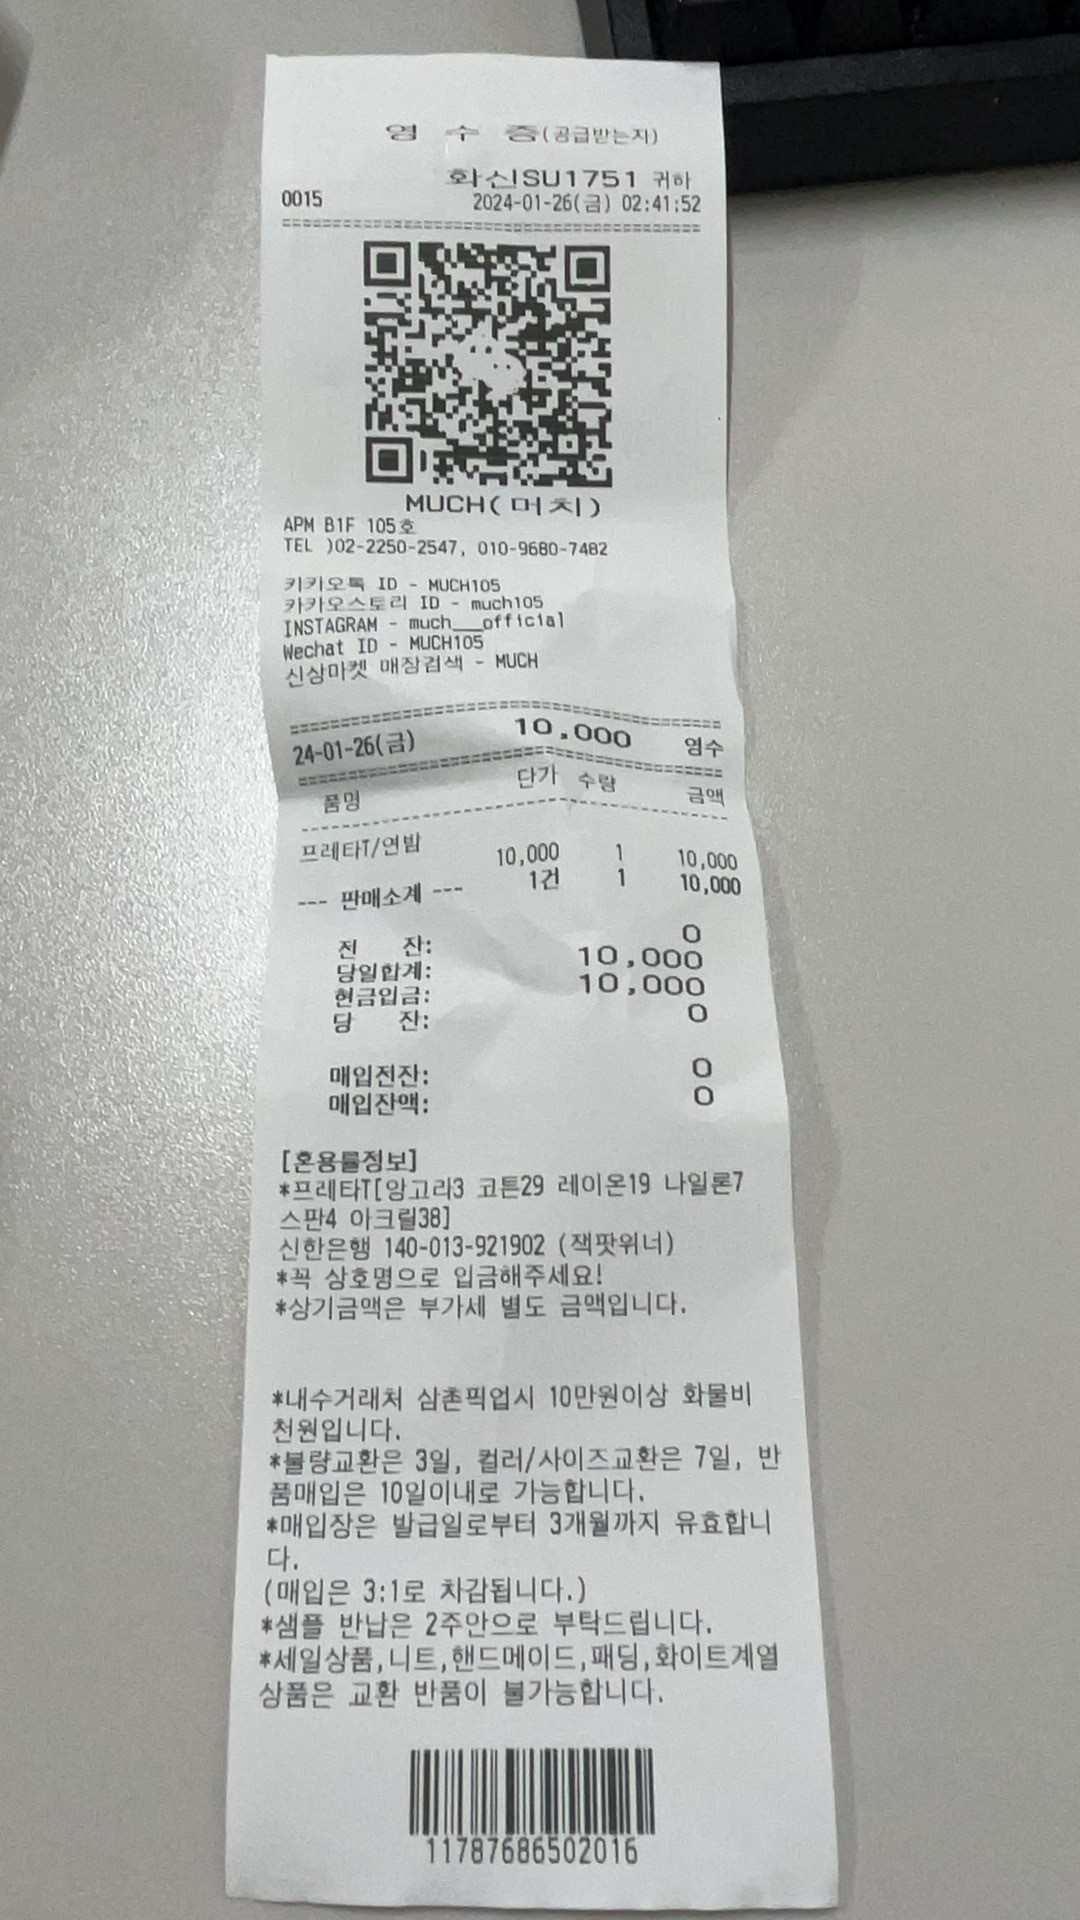 영 수 증(공급받는자)
화신SU1751 귀하
0015 2024-01-26(금) 02:41:52
MUCH(머치)
APM B1F 105호
TEL )02-2250-2547, 010-9680-7482
카카오톡 ID - MUCH105
카카오스토리 ID - much105
INSTAGRAM - much___official
Wechat ID - MUCH105
신상마켓 매장검색 - MUCH
24-01-26(금) 10,000 영수
품명 단가 수량 금액
프레타T/연밤 10,000 1 10,000
--- 판매소계 --- 1건 1 10,000
전 잔: 0
당일합계: 10,000
현금입금: 10,000
당 잔: 0
매입전잔: 0
매입잔액: 0
[혼용률정보]
*프레타T[앙고라3 코튼29 레이온19 나일론7
스판4 아크릴38]
신한은행 140-013-921902 (잭팟위너)
*꼭 상호명으로 입금해주세요!
*상기금액은 부가세 별도 금액입니다.
*내수거래처 삼촌픽업시 10만원이상 화물비
천원입니다.
*불량교환은 3일, 컬러/사이즈교환은 7일, 반
품매입은 10일이내로 가능합니다.
*매입장은 발급일로부터 3개월까지 유효합니
다.
(매입은 3:1로 차감됩니다.)
*샘플 반납은 2주안으로 부탁드립니다.
*세일상품,니트,핸드메이드,패딩,화이트계열
상품은 교환 반품이 불가능합니다.
11787686502016